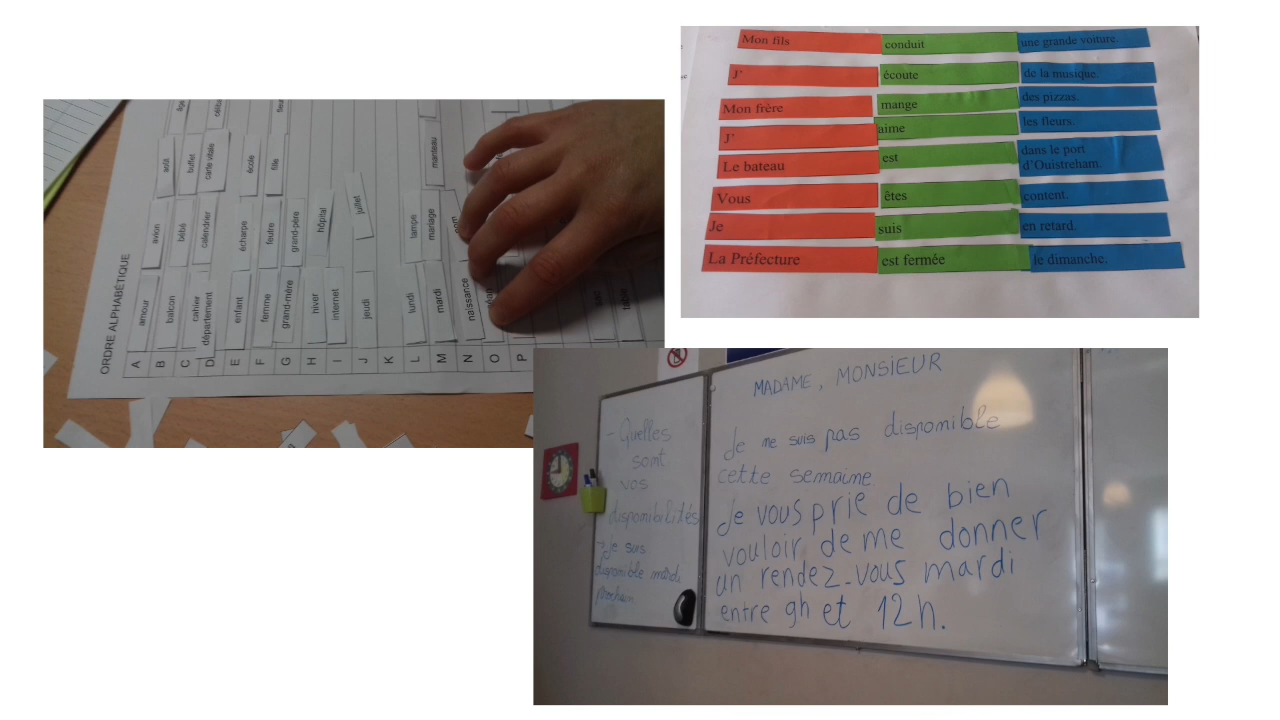 ORDRE ALPHABÉTIQUE
A amour avion août
B balcon bébé buffet
C cahier calendrier carte vitale
D département
E enfant écharpe école
F femme feutre fille
G grand-mère grand-père
H hiver hôpital
I internet
J jeudi juillet
K
L lundi lampe
M mardi mariage manteau
N naissance
O
P
Mon fils conduit une grande voiture.
J' écoute de la musique.
Mon frère mange des pizzas.
J' aime les fleurs.
Le bateau est dans le port
d'Ouistreham.
Vous êtes content.
Je suis en retard.
La Préfecture est fermée le dimanche.
- Quelles
sont
vos
disponibilités
→ Je suis
disponible mardi
prochain
MADAME, MONSIEUR
Je ne suis pas disponible
cette semaine
Je vous prie de bien
vouloir de me donner
un rendez-vous mardi
entre 9h et 12h.